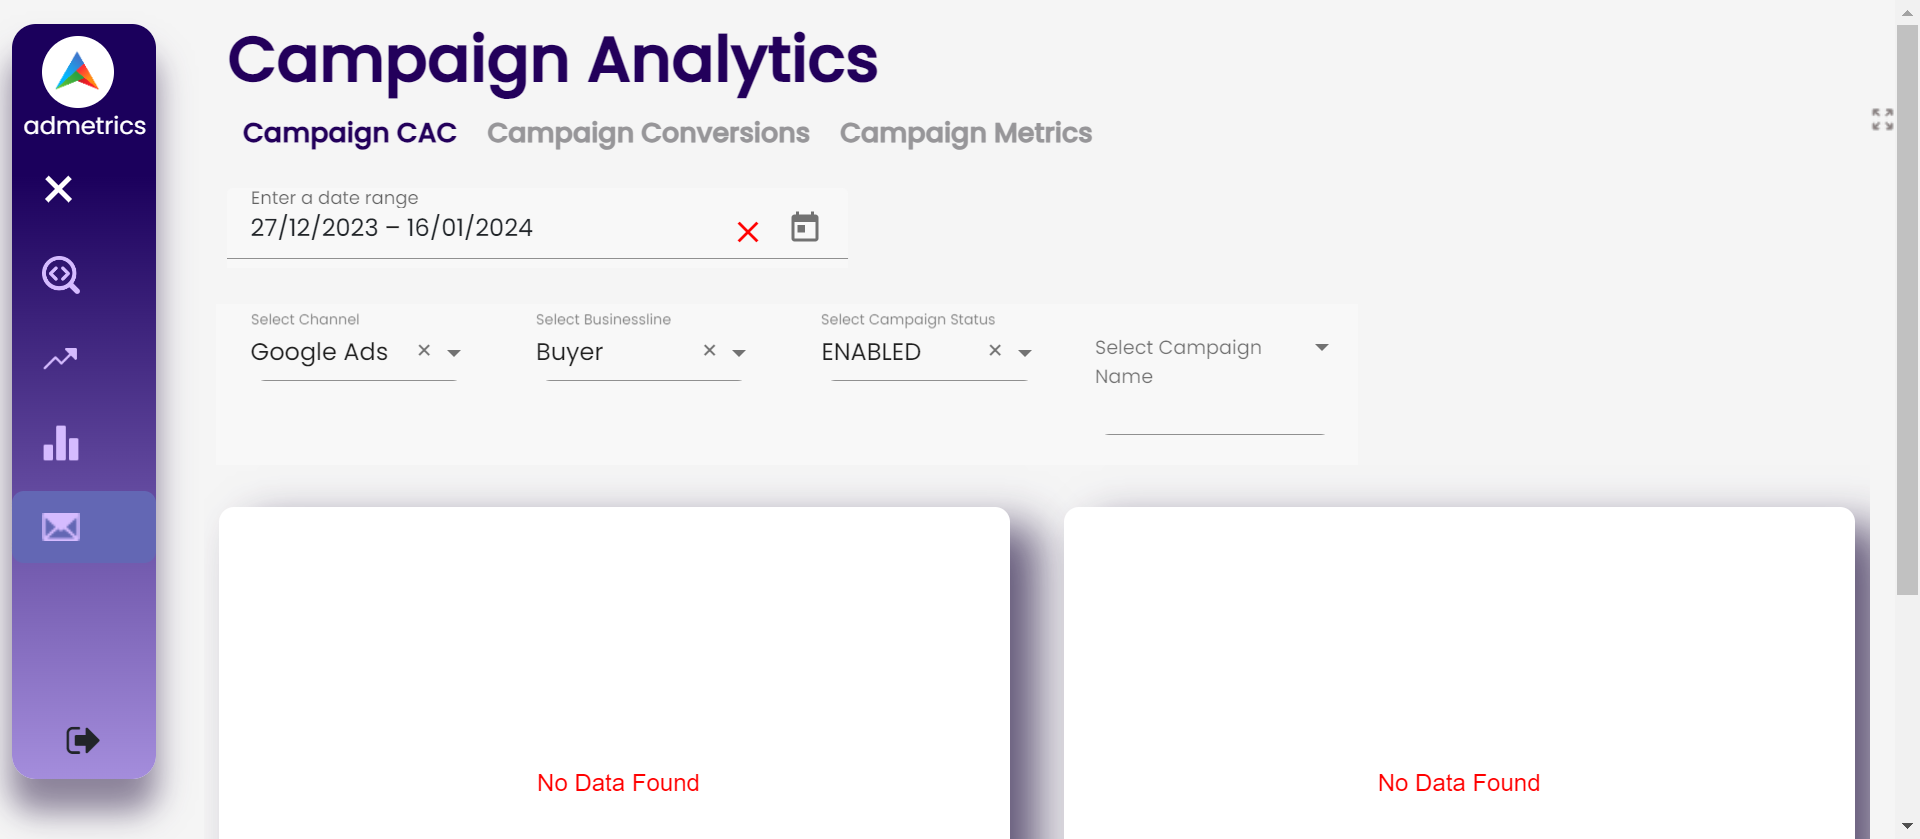 admetrics
Campaign Analytics
Campaign CAC Campaign Conversions Campaign Metrics
Enter a date range
27/12/2023 – 16/01/2024
Select Channel
Google Ads
Select Businessline
Buyer
Select Campaign Status
ENABLED
Select Campaign
Name
No Data Found
No Data Found